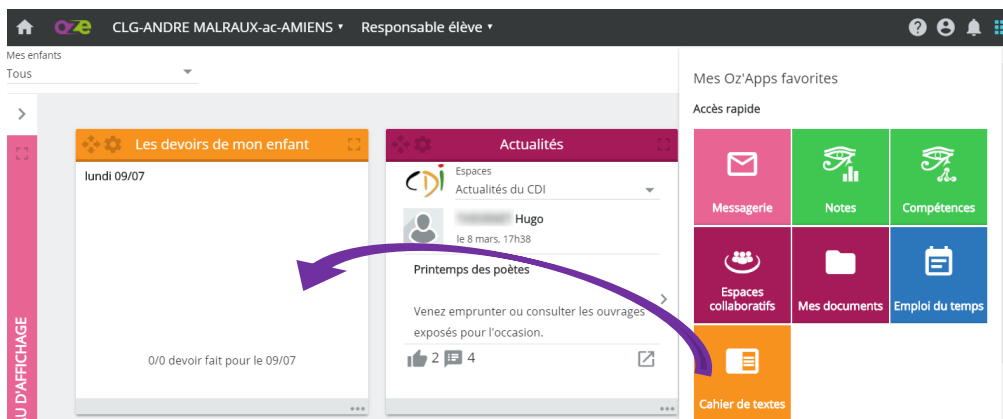 OZE CLG-ANDRE MALRAUX-ac-AMIENS Responsable élève
Mes enfants
Tous
U D'AFFICHAGE
Les devoirs de mon enfant
lundi 09/07
0/0 devoir fait pour le 09/07
Actualités
CDI
Espaces
Actualités du CDI
Hugo
le 8 mars, 17h38
Printemps des poètes
Venez emprunter ou consulter les ouvrages
exposés pour l'occasion.
2 4
Mes Oz'Apps favorites
Accès rapide
Messagerie
Notes
Compétences
Espaces
collaboratifs
Mes documents
Emploi du temps
Cahier de textes